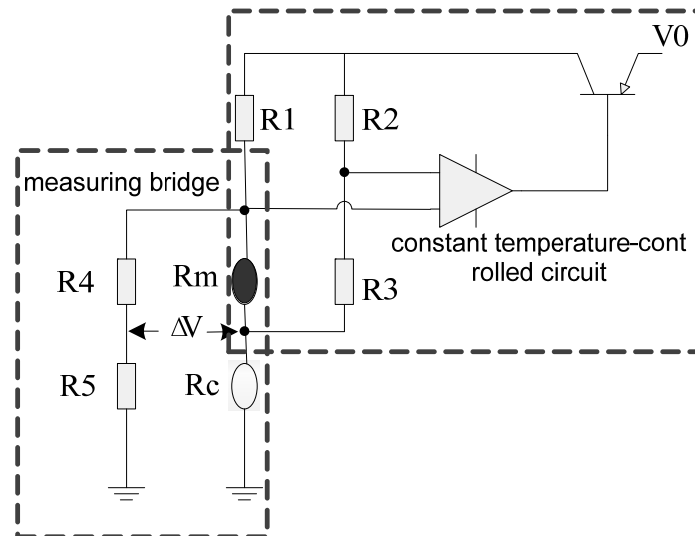 V0
R1
R2
measuring bridge
constant temperature-cont
rolled circuit
R4
Rm
R3
ΔV
R5
Rc